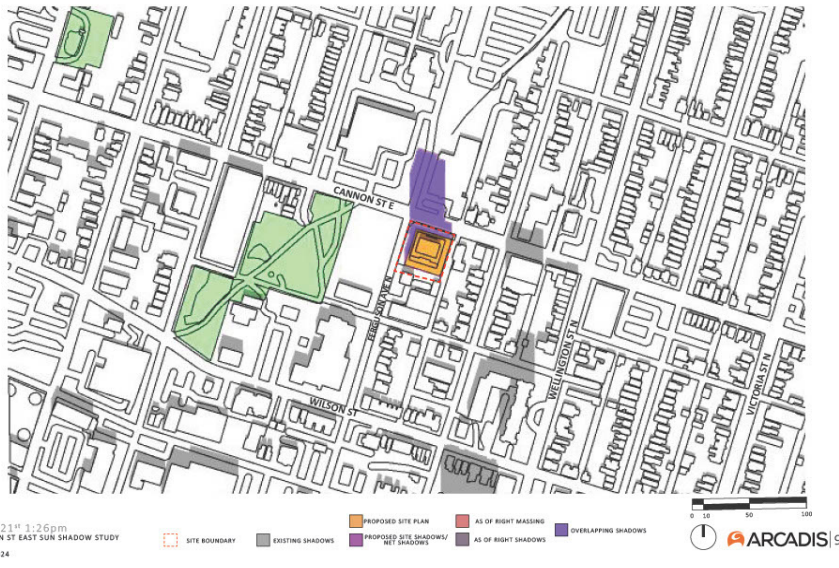 CANNON ST E
FERGUSON AVE N
WELLINGTON ST N
VICTORIA ST N
WILSON ST
21st 1:26pm
N ST EAST SUN SHADOW STUDY
24
SITE BOUNDARY
EXISTING SHADOWS
PROPOSED SITE PLAN
PROPOSED SITE SHADOWS/
NET SHADOWS
AS OF RIGHT MASSING
AS OF RIGHT SHADOWS
OVERLAPPING SHADOWS
0 10 50 100
ARCADIS 9